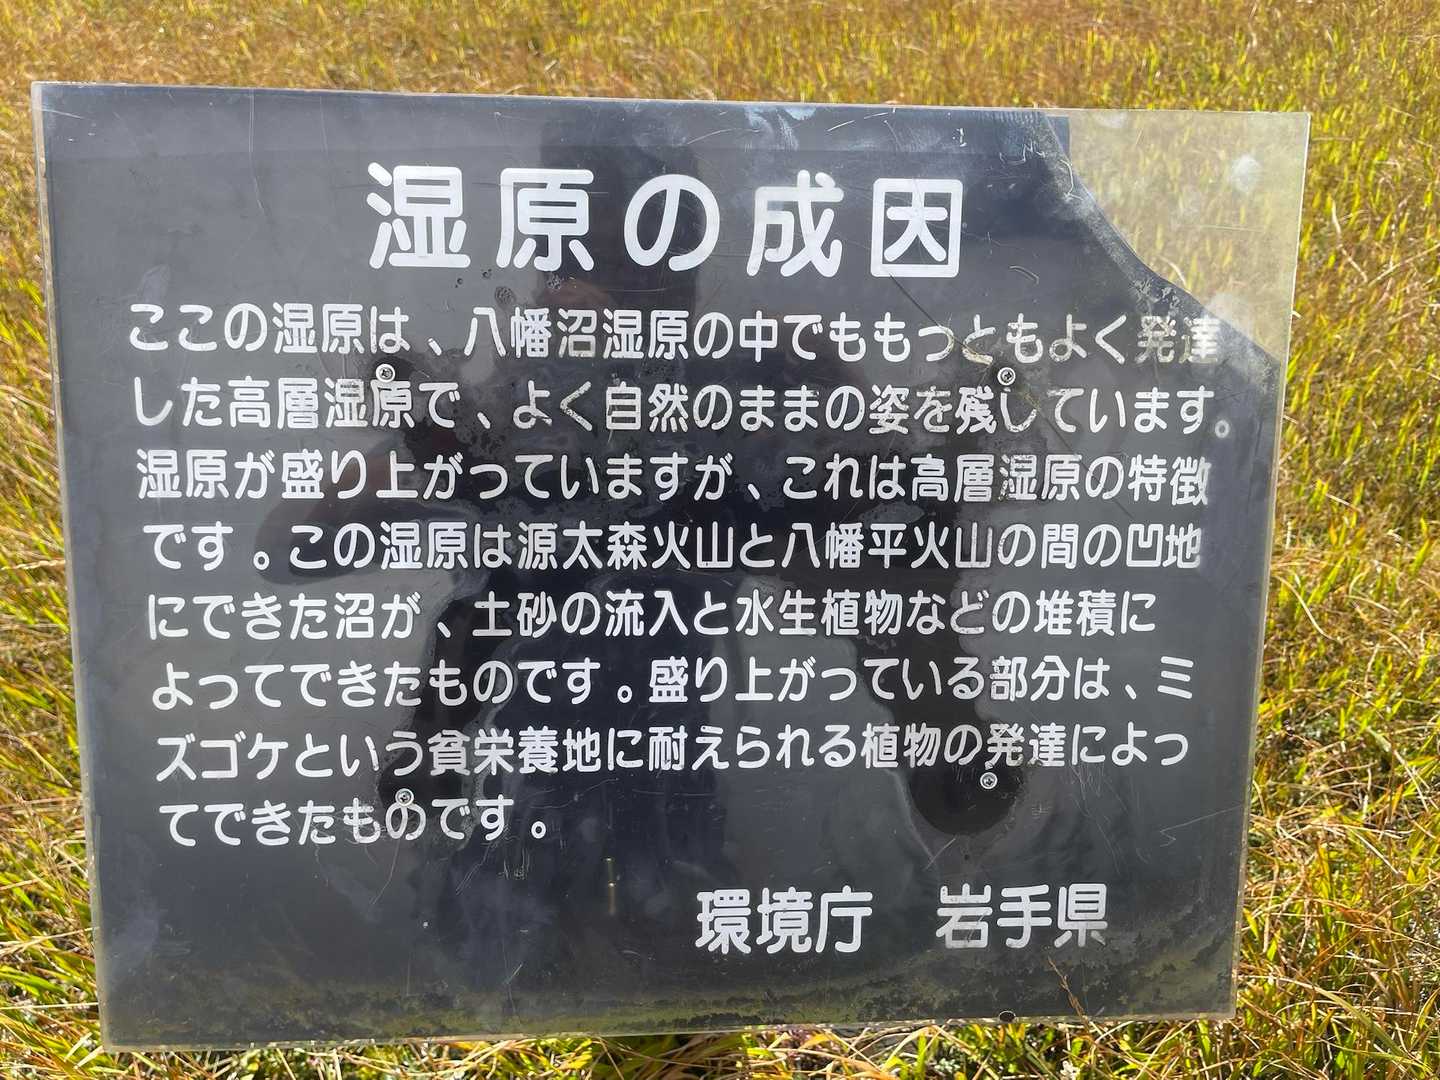 湿原の成因
ここの湿原は、八幡沼湿原の中でももっともよく発達
した高層湿原で、よく自然のままの姿を残しています。
湿原が盛り上がっていますが、これは高層湿原の特徴
です。この湿原は源太森火山と八幡平火山の間の凹地
にできた沼が、土砂の流入と水生植物などの堆積に
よってできたものです。盛り上がっている部分は、ミ
ズゴケという貧栄養地に耐えられる植物の発達によっ
てできたものです。
環境庁　岩手県